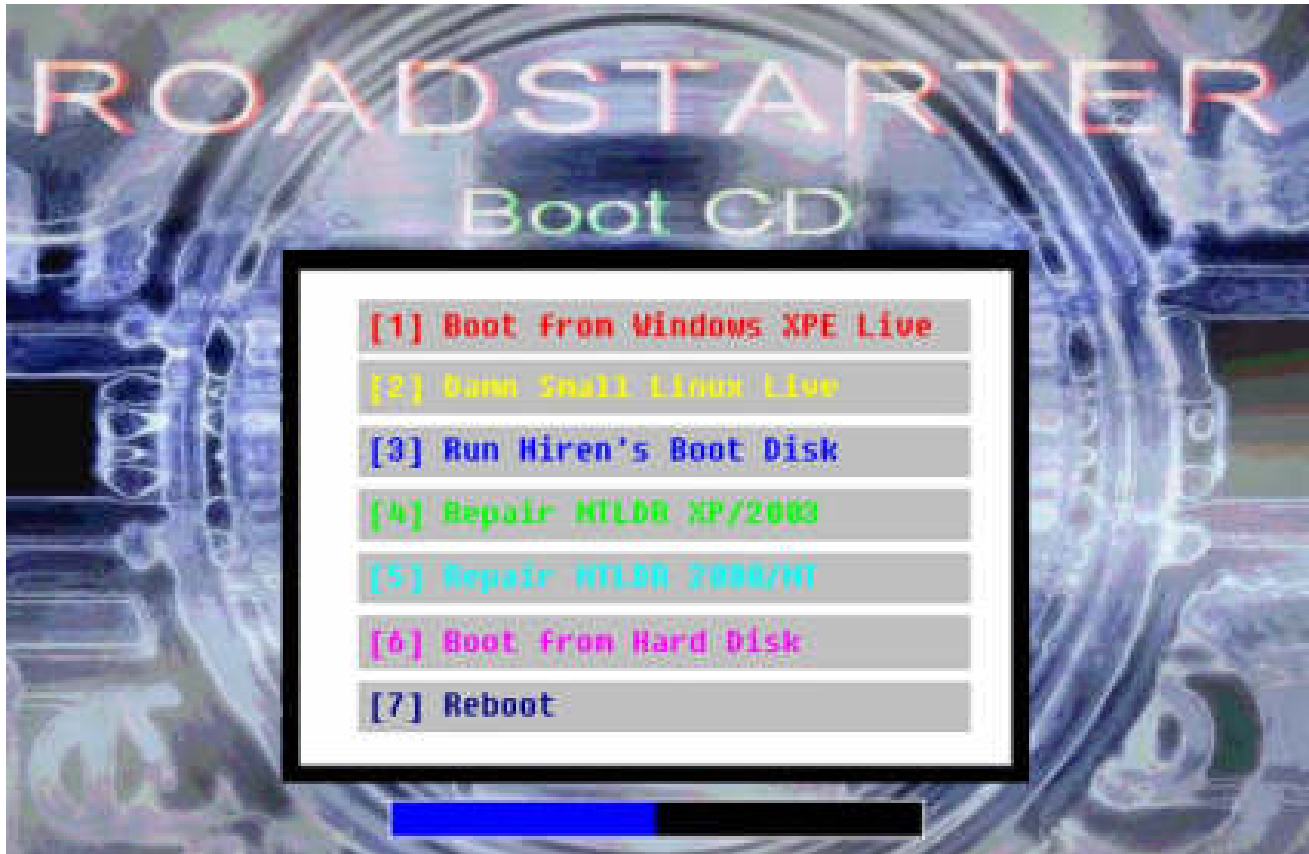 ROADSTARTER
Boot CD
[1] Boot from Windows XPE Live
[2] Damn Small Linux Live
[3] Run Hiren's Boot Disk
[4] Repair NTLDR XP/2003
[5] Repair NTLDR 2000/NT
[6] Boot from Hard Disk
[7] Reboot